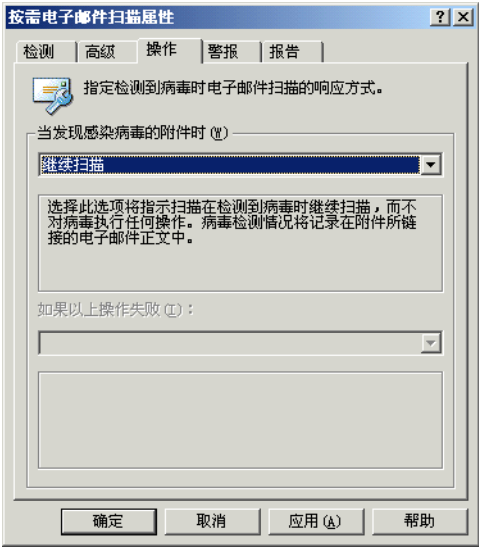 按需电子邮件扫描属性
检测 高级 操作 警报 报告
指定检测到病毒时电子邮件扫描的响应方式。
当发现感染病毒的附件时(W)
继续扫描
选择此选项将指示扫描在检测到病毒时继续扫描，而不
对病毒执行任何操作。病毒检测情况将记录在附件所链
接的电子邮件正文中。
如果以上操作失败(I)：
确定 取消 应用(A) 帮助